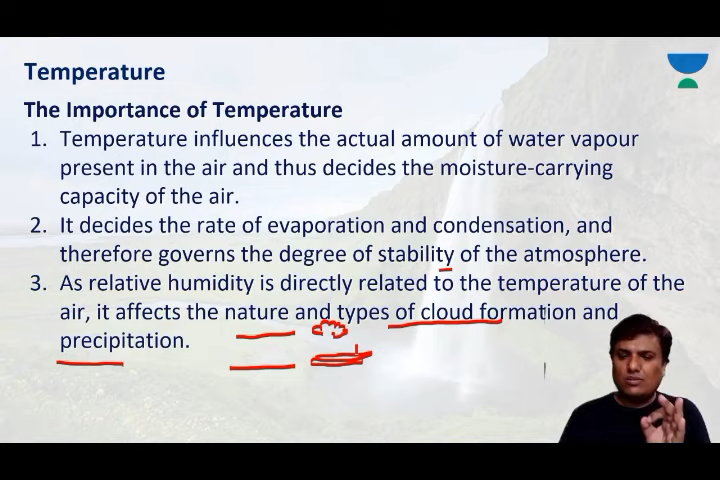 Temperature
The Importance of Temperature
1. Temperature influences the actual amount of water vapour
present in the air and thus decides the moisture-carrying
capacity of the air.
2. It decides the rate of evaporation and condensation, and
therefore governs the degree of stability of the atmosphere.
3. As relative humidity is directly related to the temperature of the
air, it affects the nature and types of cloud formation and
precipitation.